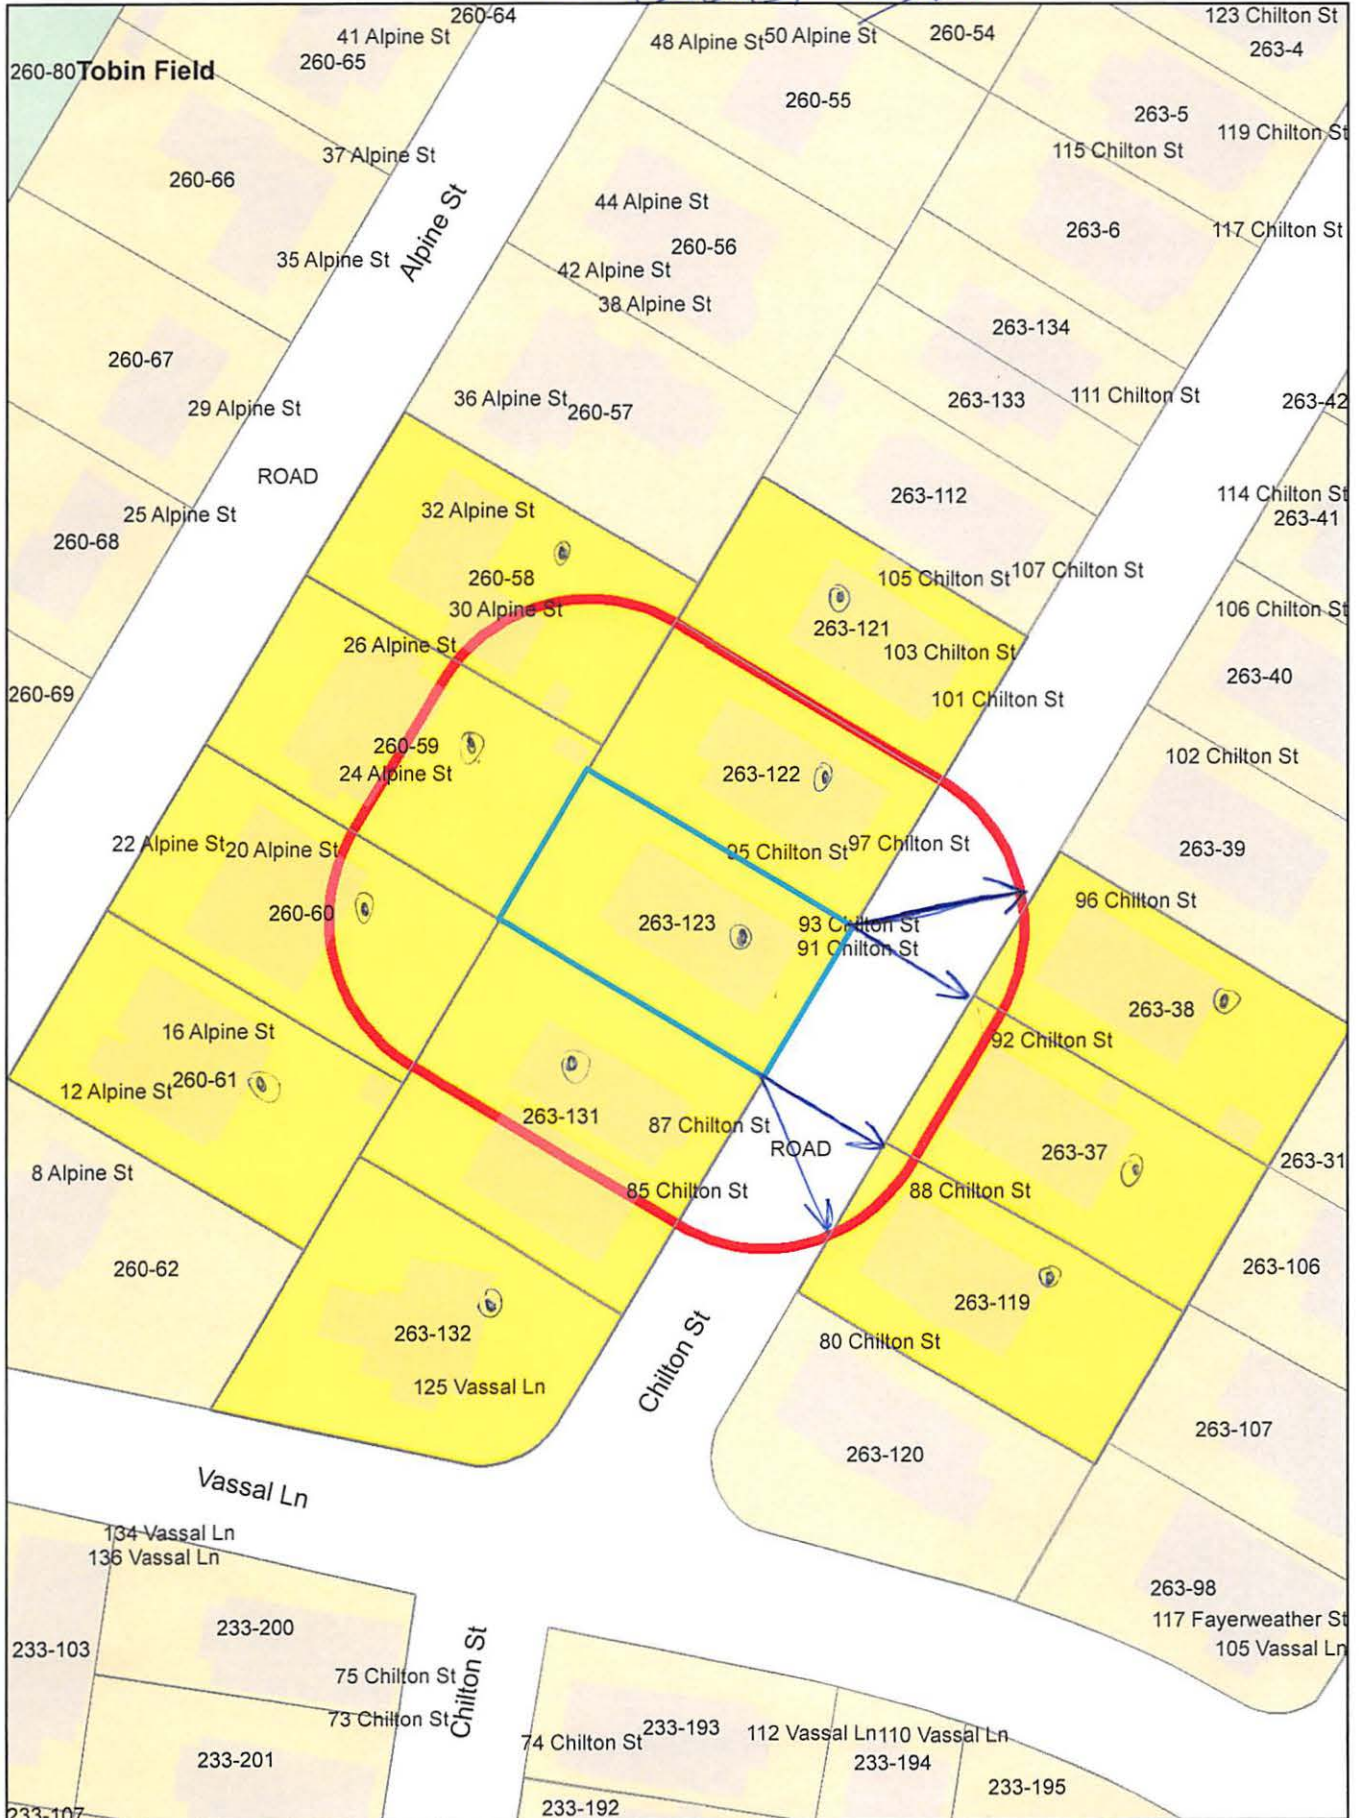 260-64
123 Chilton St
41 Alpine St
48 Alpine St
50 Alpine St
260-54
263-4
260-65
260-80
Tobin Field
260-55
263-5
119 Chilton St
37 Alpine St
115 Chilton St
260-66
44 Alpine St
Alpine St
263-6
117 Chilton St
260-56
35 Alpine St
42 Alpine St
38 Alpine St
263-134
260-67
36 Alpine St
260-57
263-133
111 Chilton St
263-42
29 Alpine St
ROAD
263-112
114 Chilton St
263-41
25 Alpine St
32 Alpine St
260-68
260-58
105 Chilton St
107 Chilton St
30 Alpine St
106 Chilton St
263-121
26 Alpine St
103 Chilton St
263-40
260-69
101 Chilton St
260-59
102 Chilton St
24 Alpine St
263-122
22 Alpine St
20 Alpine St
95 Chilton St
97 Chilton St
263-39
96 Chilton St
260-60
263-123
93 Chilton St
91 Chilton St
263-38
16 Alpine St
92 Chilton St
12 Alpine St
260-61
263-131
87 Chilton St
ROAD
263-37
263-31
8 Alpine St
85 Chilton St
88 Chilton St
260-62
263-106
263-119
263-132
80 Chilton St
Chilton St
125 Vassal Ln
263-107
263-120
Vassal Ln
134 Vassal Ln
136 Vassal Ln
263-98
117 Fayerweather St
105 Vassal Ln
233-200
233-103
75 Chilton St
Chilton St
73 Chilton St
233-193
112 Vassal Ln
110 Vassal Ln
74 Chilton St
233-201
233-194
233-195
233-192
233-107